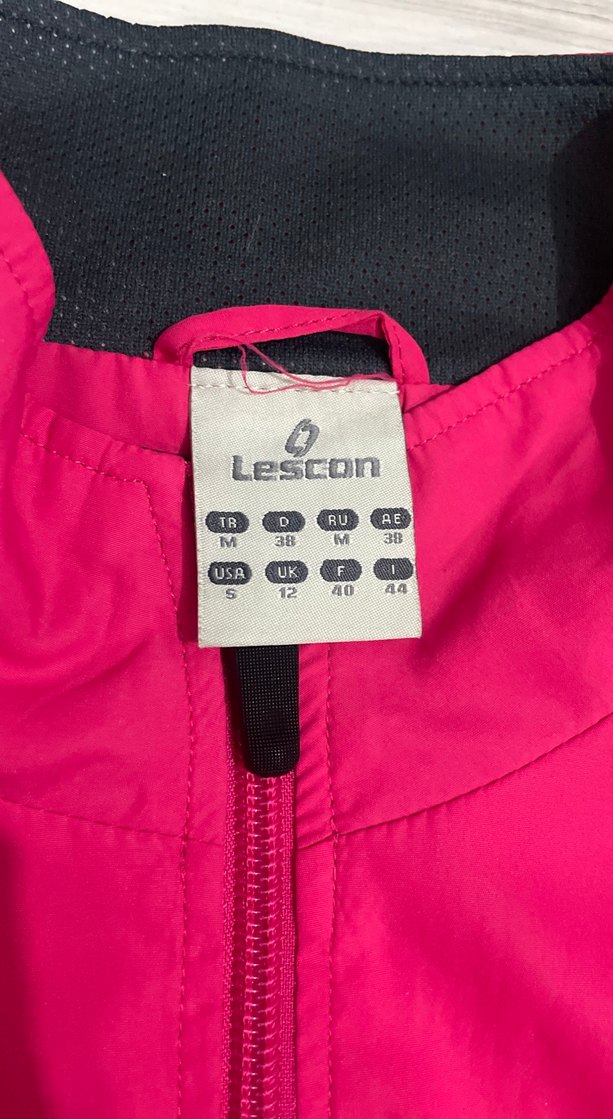 Lescon
TR D RU AE
M 38 M 38
USA UK F I
S 12 40 44